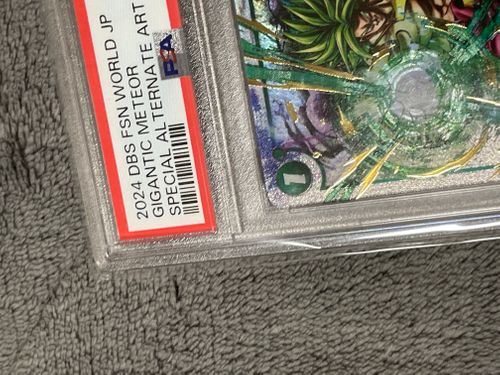 2024 DBS FSN WORLD JP
GIGANTIC METEOR
SPECIAL ALTERNATE ART
PSA
1